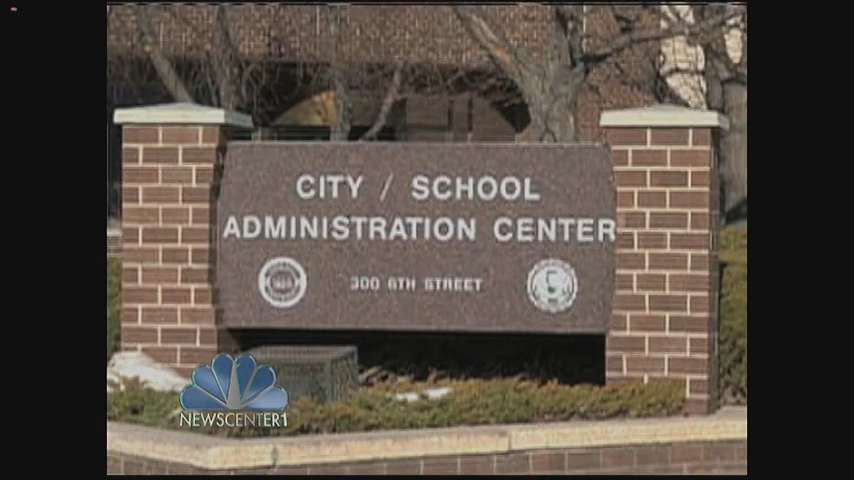 CITY / SCHOOL
ADMINISTRATION CENTER
300 6TH STREET
NEWSCENTER1